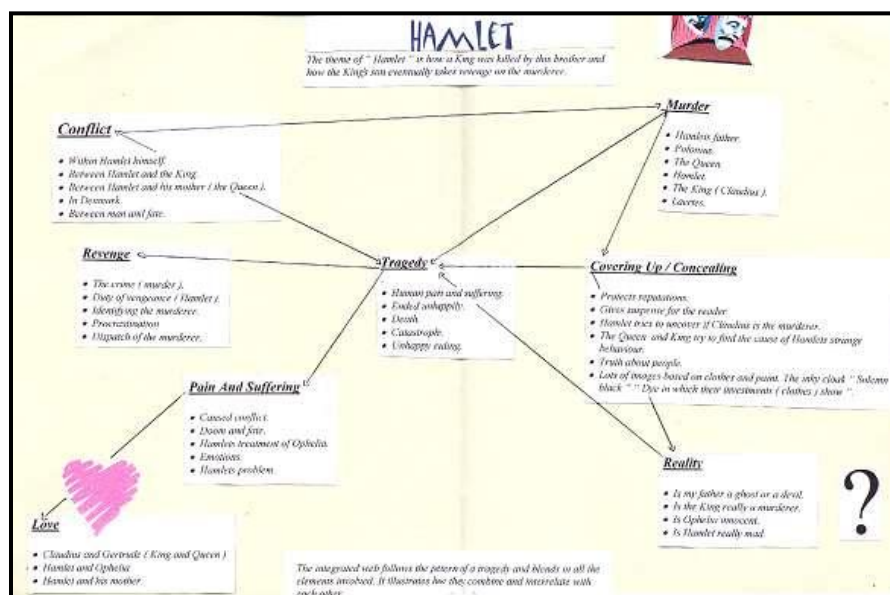 HAMLET
The theme of " Hamlet " is how a King was killed by this brother and
how the King's son eventually takes revenge on the murderer.
Murder
• Hamlets father.
• Polonius.
• The Queen.
• Hamlet.
• The King ( Claudius ).
• Laertes.
Conflict
• Within Hamlet himself.
• Between Hamlet and the King.
• Between Hamlet and his mother ( the Queen ).
• In Denmark.
• Between man and fate.
Revenge
• The crime ( murder ).
• Duty of vengeance ( Hamlet ).
• Identifying the murderer.
• Procrastination
• Dispatch of the murderer.
Tragedy
• Human pain and suffering.
• Ended unhappily.
• Death.
• Catastrophe.
• Unhappy ending.
Covering Up / Concealing
• Protects reputations.
• Gives suspense for the reader
• Hamlet tries to uncover if Claudius is the murderer.
• The Queen and King try to find the cause of Hamlets strange
behaviour.
• Truth about people.
• Lots of images based on clothes and paint. The inky cloak " Solemn
black " " Dye in which their investments ( clothes ) show ".
Pain And Suffering
• Caused conflict.
• Doom and fate.
• Hamlets treatment of Ophelia.
• Emotions.
• Hamlets problem.
Reality
• Is my father a ghost or a devil.
• Is the King really a murderer.
• Is Ophelia innocent.
• Is Hamlet really mad.
?
Love
• Claudius and Gertrude ( King and Queen )
• Hamlet and Ophelia
• Hamlet and his mother.
The integrated web follows the pattern of a tragedy and blends in all the
elements involved. It illustrates how they combine and interrelate with
each other.